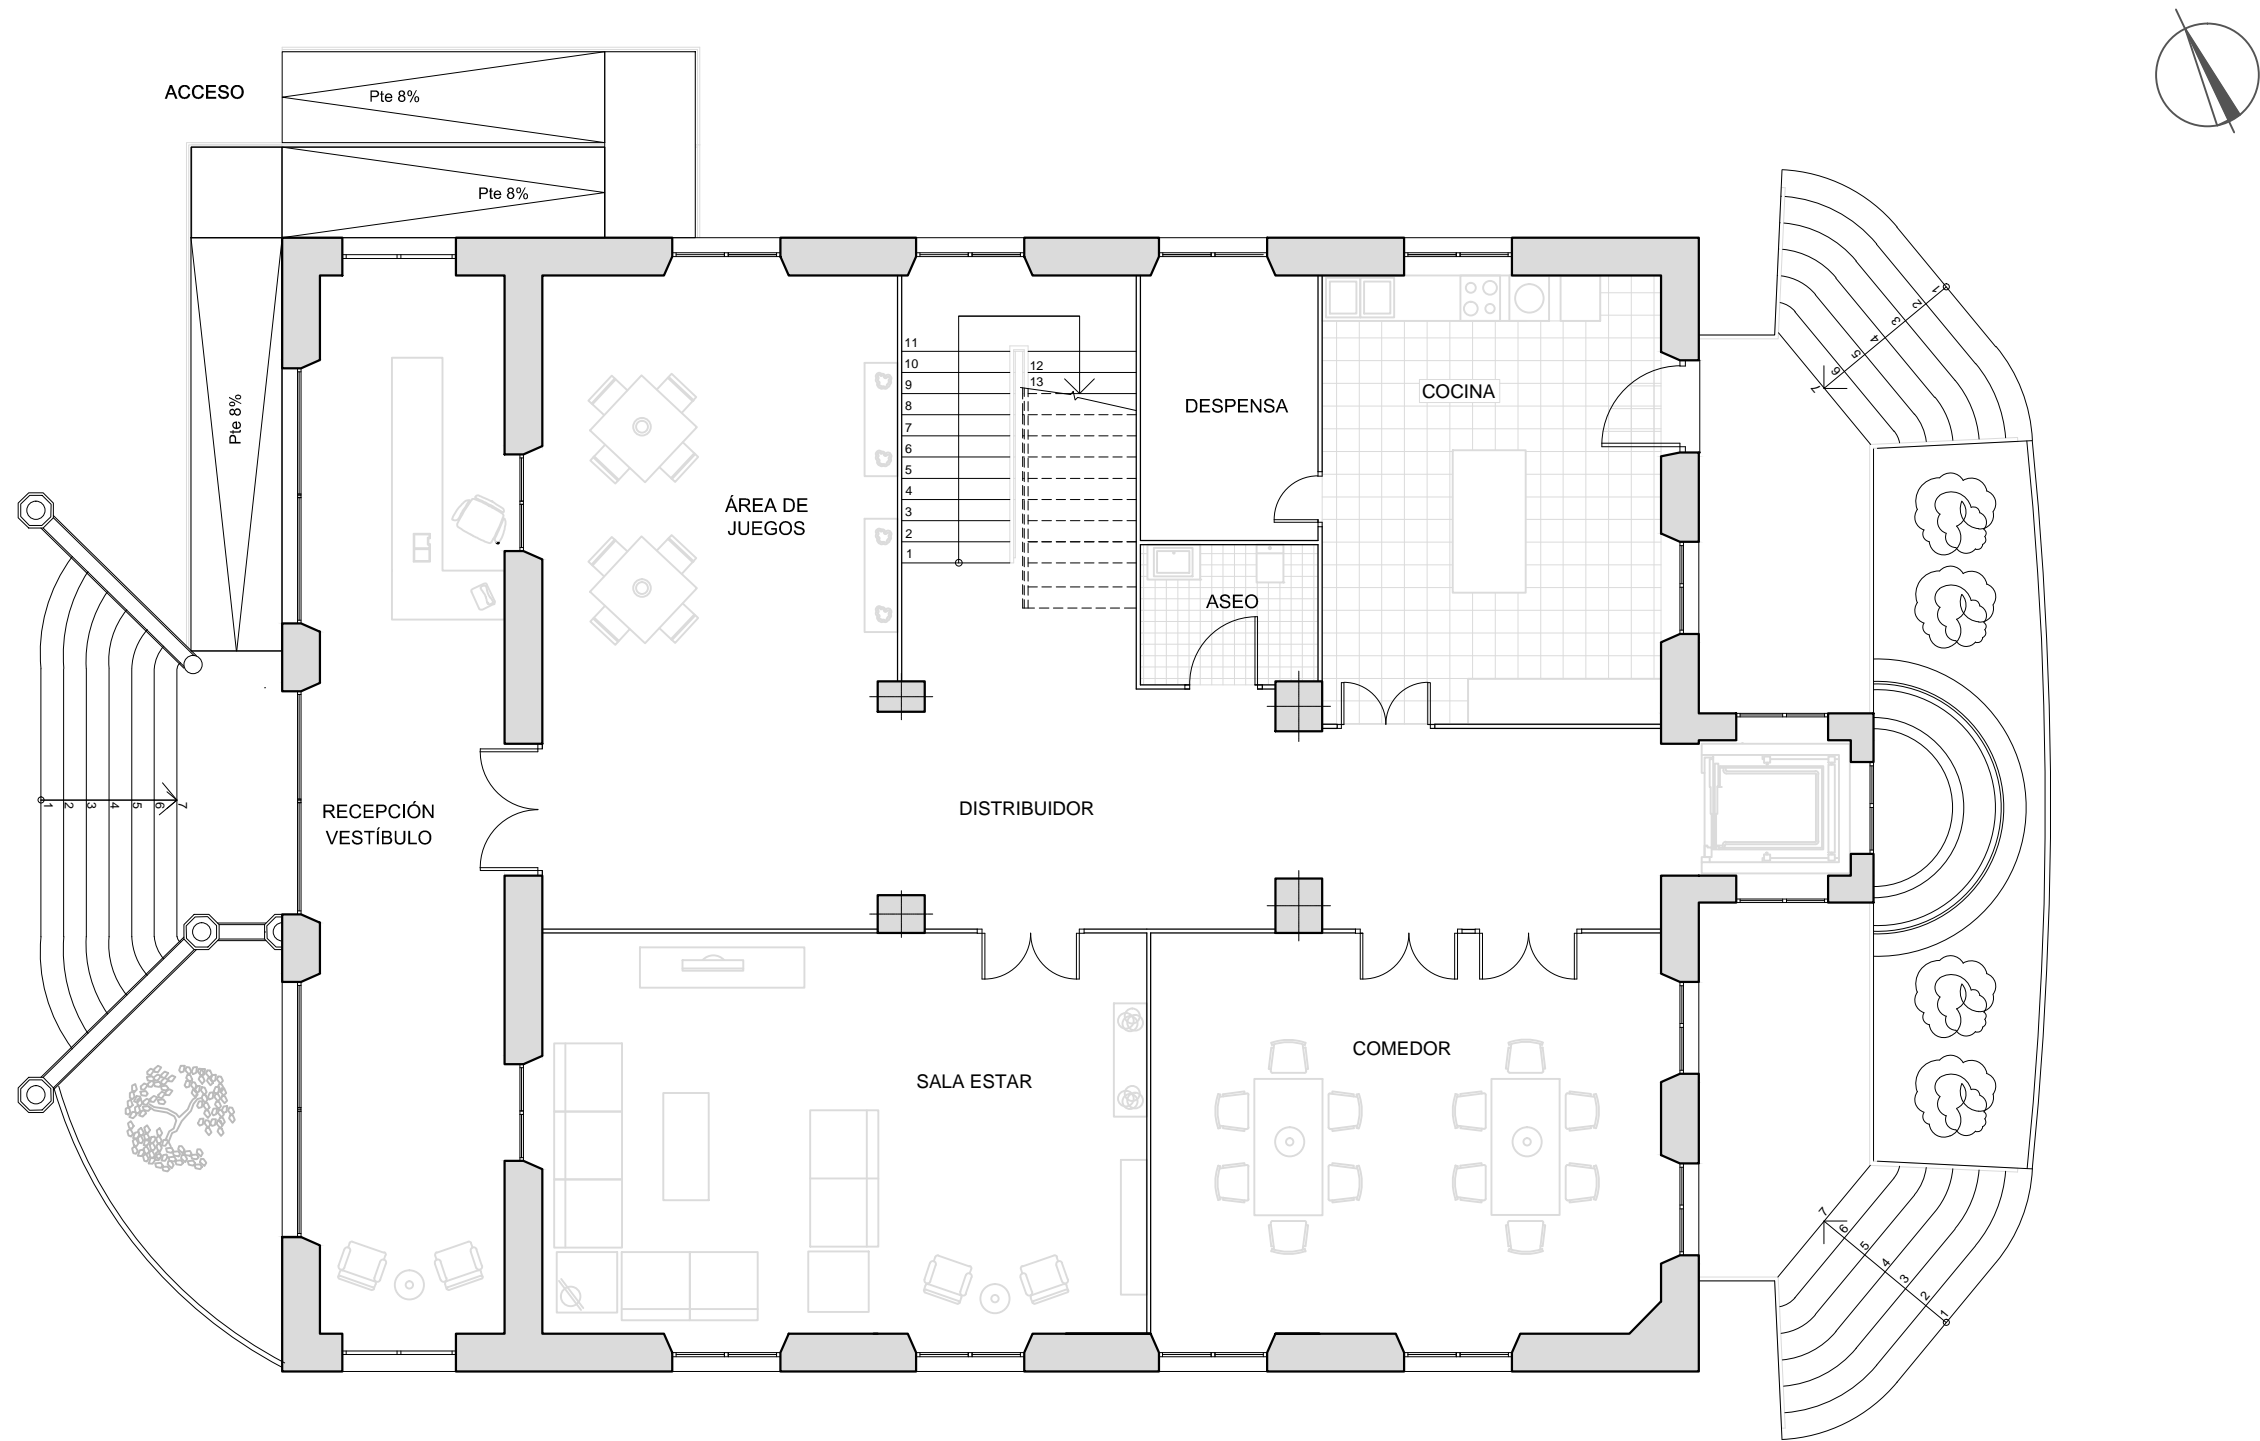 ACCESO
Pte 8%
Pte 8%
Pte 8%
11
10
9
8
7
6
5
4
3
2
1
12
13
DESPENSA
COCINA
ÁREA DE
JUEGOS
ASEO
RECEPCIÓN
VESTÍBULO
DISTRIBUIDOR
SALA ESTAR
COMEDOR
1
2
3
4
5
6
7
1
2
3
4
5
6
7
7
6
5
4
3
2
1